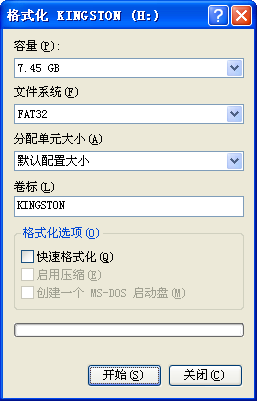 格式化 KINGSTON (H:)
容量(P):
7.45 GB
文件系统(F)
FAT32
分配单元大小(A)
默认配置大小
卷标(L)
KINGSTON
格式化选项(O)
快速格式化(Q)
启用压缩(E)
创建一个 MS-DOS 启动盘(M)
开始(S)
关闭(C)